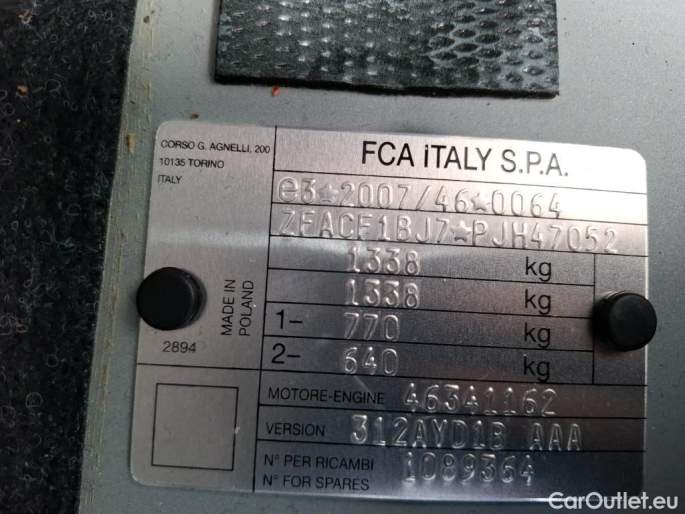 CORSO G. AGNELLI, 200
10135 TORINO
ITALY
FCA iTALY S.P.A.
e3*2007/46*0064
ZFACF1BJ7*PJH47052
1338 kg
1338 kg
1- 770 kg
2- 640 kg
MADE IN
POLAND
2894
MOTORE-ENGINE 46341162
VERSION 312AYD1B AAA
N° PER RICAMBI
N° FOR SPARES 1089364
CarOutlet.eu